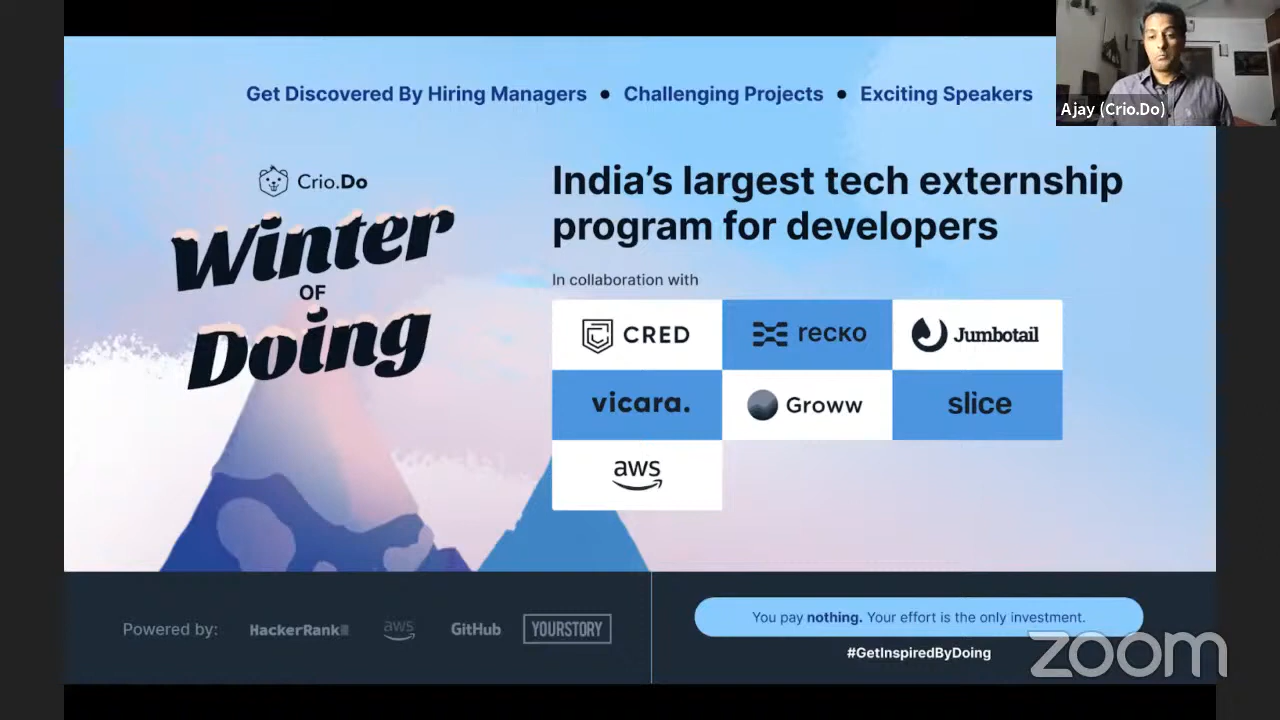 Get Discovered By Hiring Managers • Challenging Projects • Exciting Speakers
Ajay (Crio.Do)
Crio.Do
Winter
OF
Doing
India's largest tech externship
program for developers
In collaboration with
CRED
recko
Jumbotail
vicara.
Groww
slice
aws
Powered by:
HackerRank
aws
GitHub
YOURSTORY
You pay nothing. Your effort is the only investment.
#GetInspiredByDoing
zoom